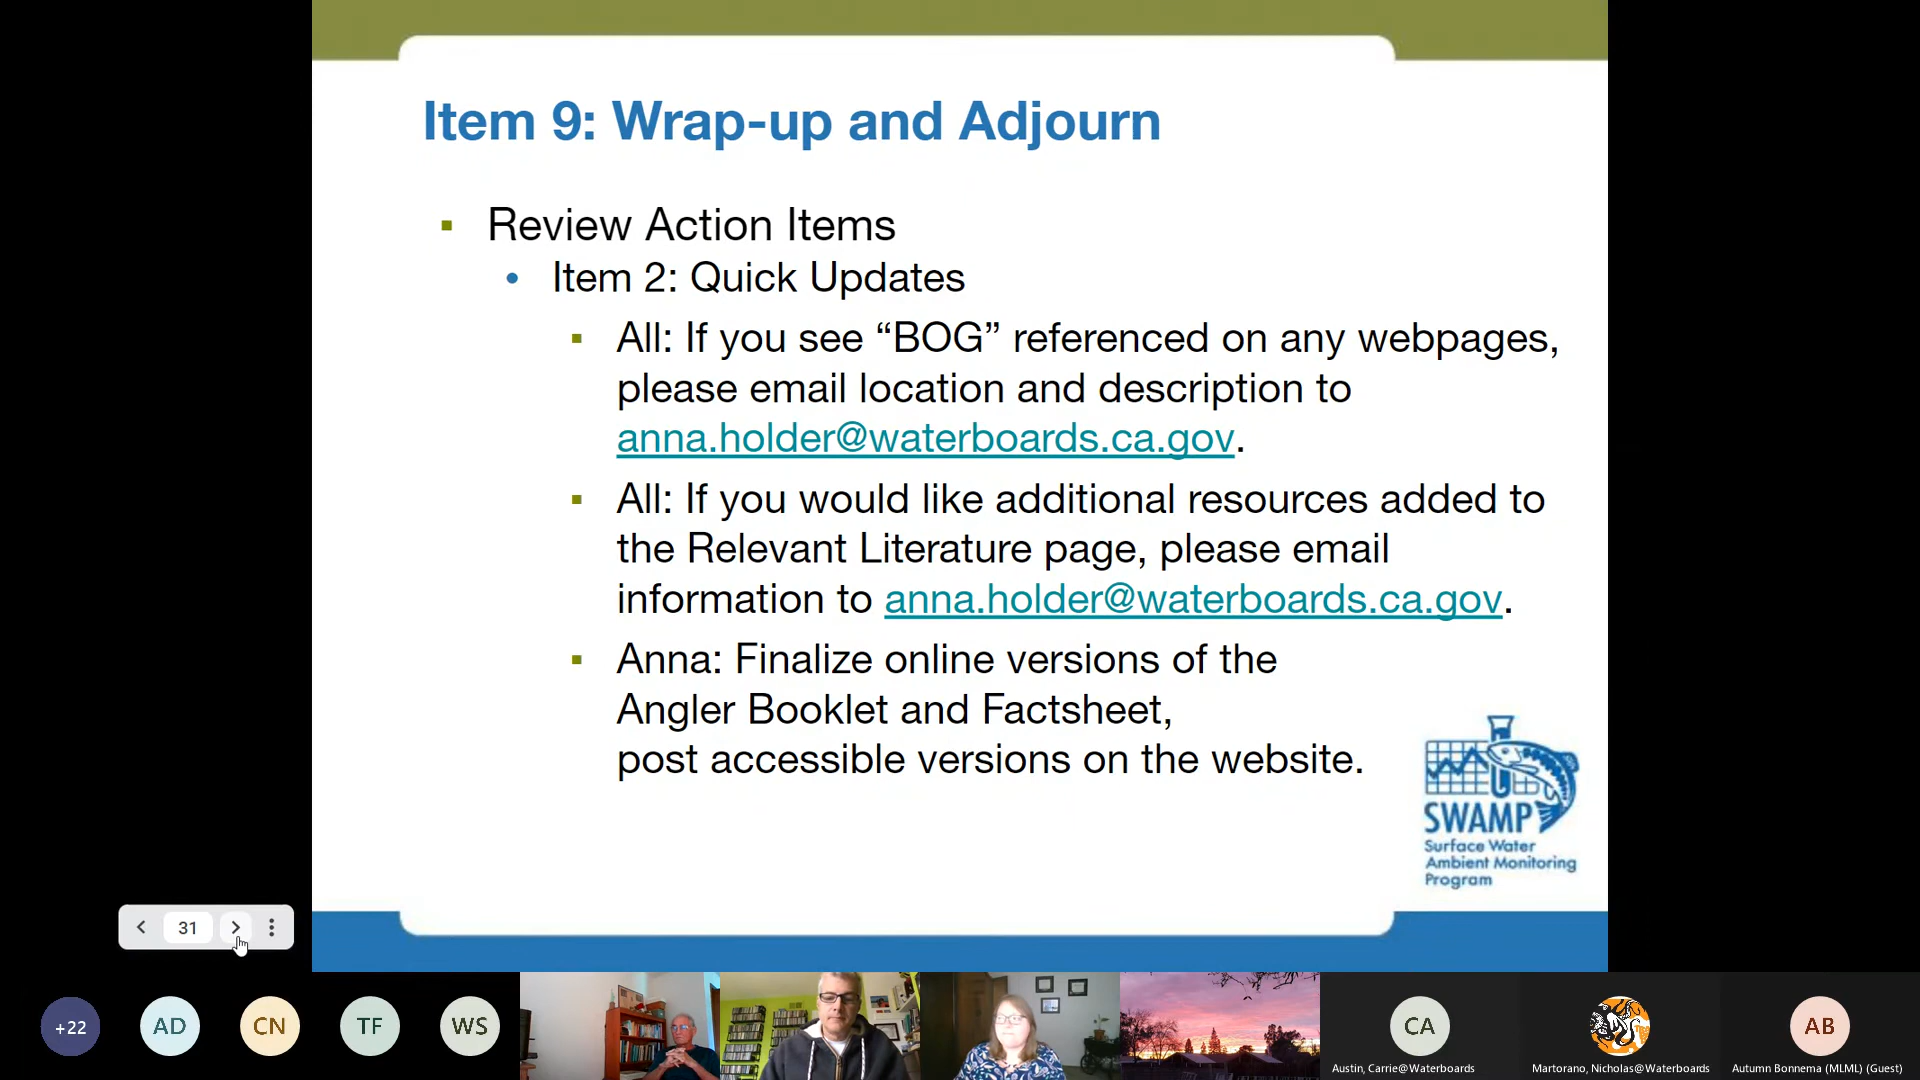 Item 9: Wrap-up and Adjourn
Review Action Items
Item 2: Quick Updates
All: If you see “BOG” referenced on any webpages,
please email location and description to
anna.holder@waterboards.ca.gov.
All: If you would like additional resources added to
the Relevant Literature page, please email
information to anna.holder@waterboards.ca.gov.
Anna: Finalize online versions of the
Angler Booklet and Factsheet,
post accessible versions on the website.
SWAMP
Surface Water
Ambient Monitoring
Program
31
+22
AD
CN
TF
WS
CA
AB
Austin, Carrie@Waterboards
Martorano, Nicholas@Waterboards
Autumn Bonnema (MLML) (Guest)